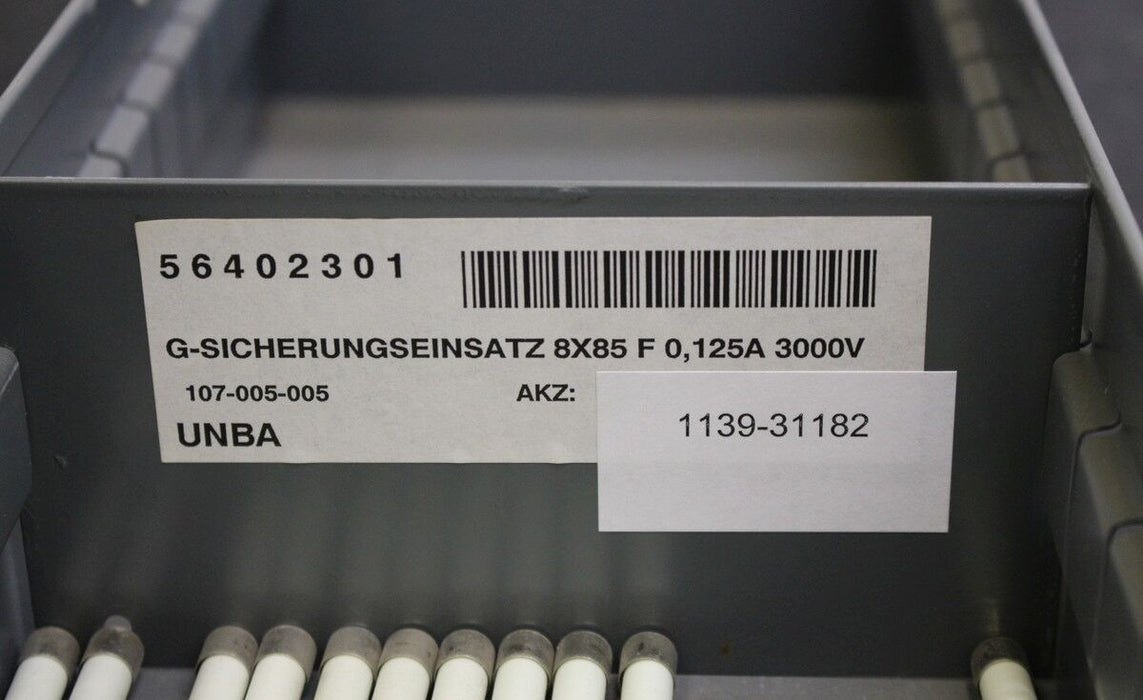 56402301
G-SICHERUNGSEINSATZ 8X85 F 0,125A 3000V
107-005-005 AKZ:
UNBA
1139-31182